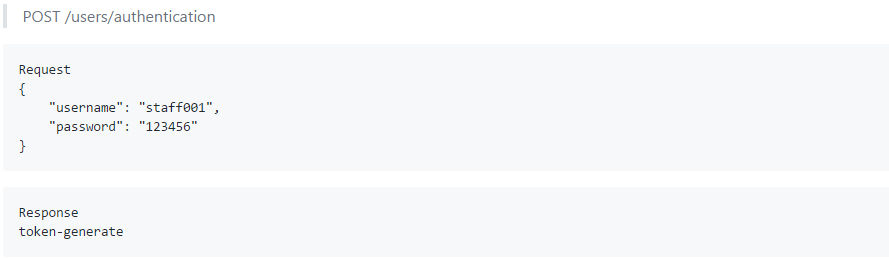 POST /users/authentication
Request
{
    "username": "staff001",
    "password": "123456"
}
Response
token-generate